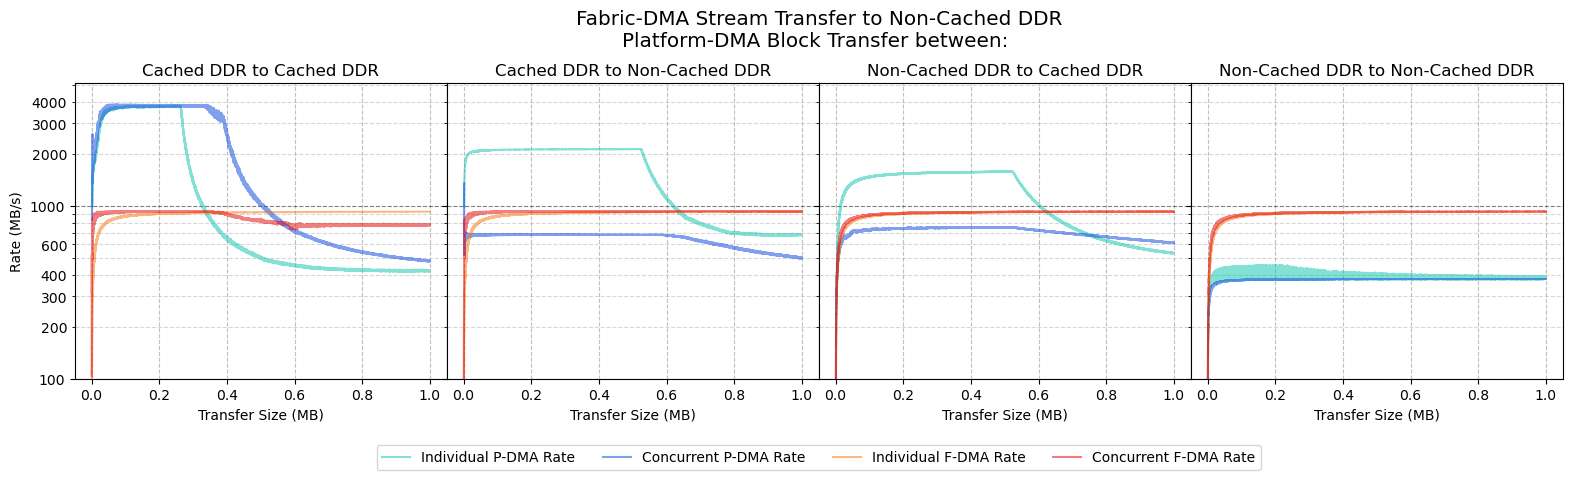 Fabric-DMA Stream Transfer to Non-Cached DDR
Platform-DMA Block Transfer between:
Cached DDR to Cached DDR
Cached DDR to Non-Cached DDR
Non-Cached DDR to Cached DDR
Non-Cached DDR to Non-Cached DDR
Rate (MB/s)
4000
3000
2000
1000
600
400
300
200
100
0.0 0.2 0.4 0.6 0.8 1.0
Transfer Size (MB)
0.0 0.2 0.4 0.6 0.8 1.0
Transfer Size (MB)
0.0 0.2 0.4 0.6 0.8 1.0
Transfer Size (MB)
0.0 0.2 0.4 0.6 0.8 1.0
Transfer Size (MB)
Individual P-DMA Rate Concurrent P-DMA Rate Individual F-DMA Rate Concurrent F-DMA Rate